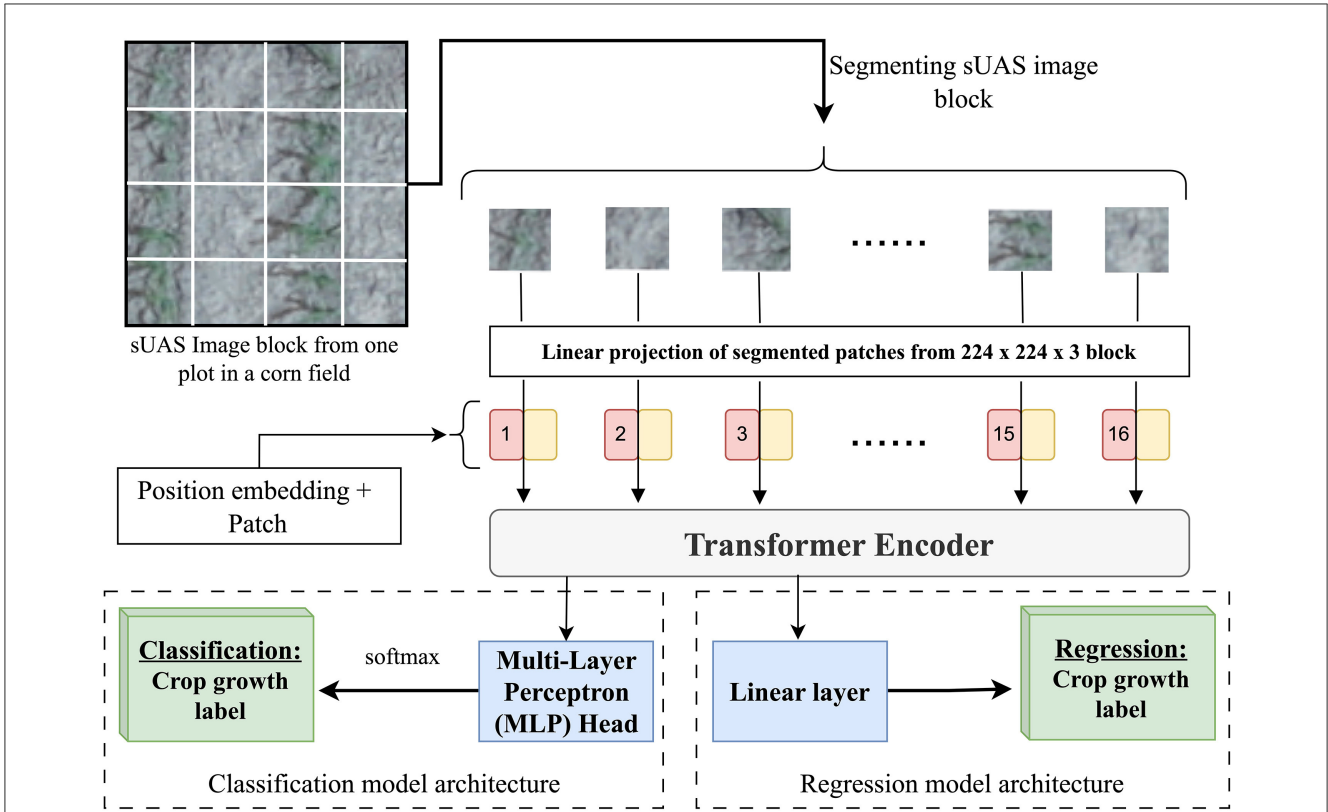 Segmenting sUAS image
block
......
sUAS Image block from one
plot in a corn field
Linear projection of segmented patches from 224 x 224 x 3 block
1
2
3
......
15
16
Position embedding +
Patch
Transformer Encoder
Classification:
Crop growth
label
softmax
Multi-Layer
Perceptron
(MLP) Head
Linear layer
Regression:
Crop growth
label
Classification model architecture
Regression model architecture